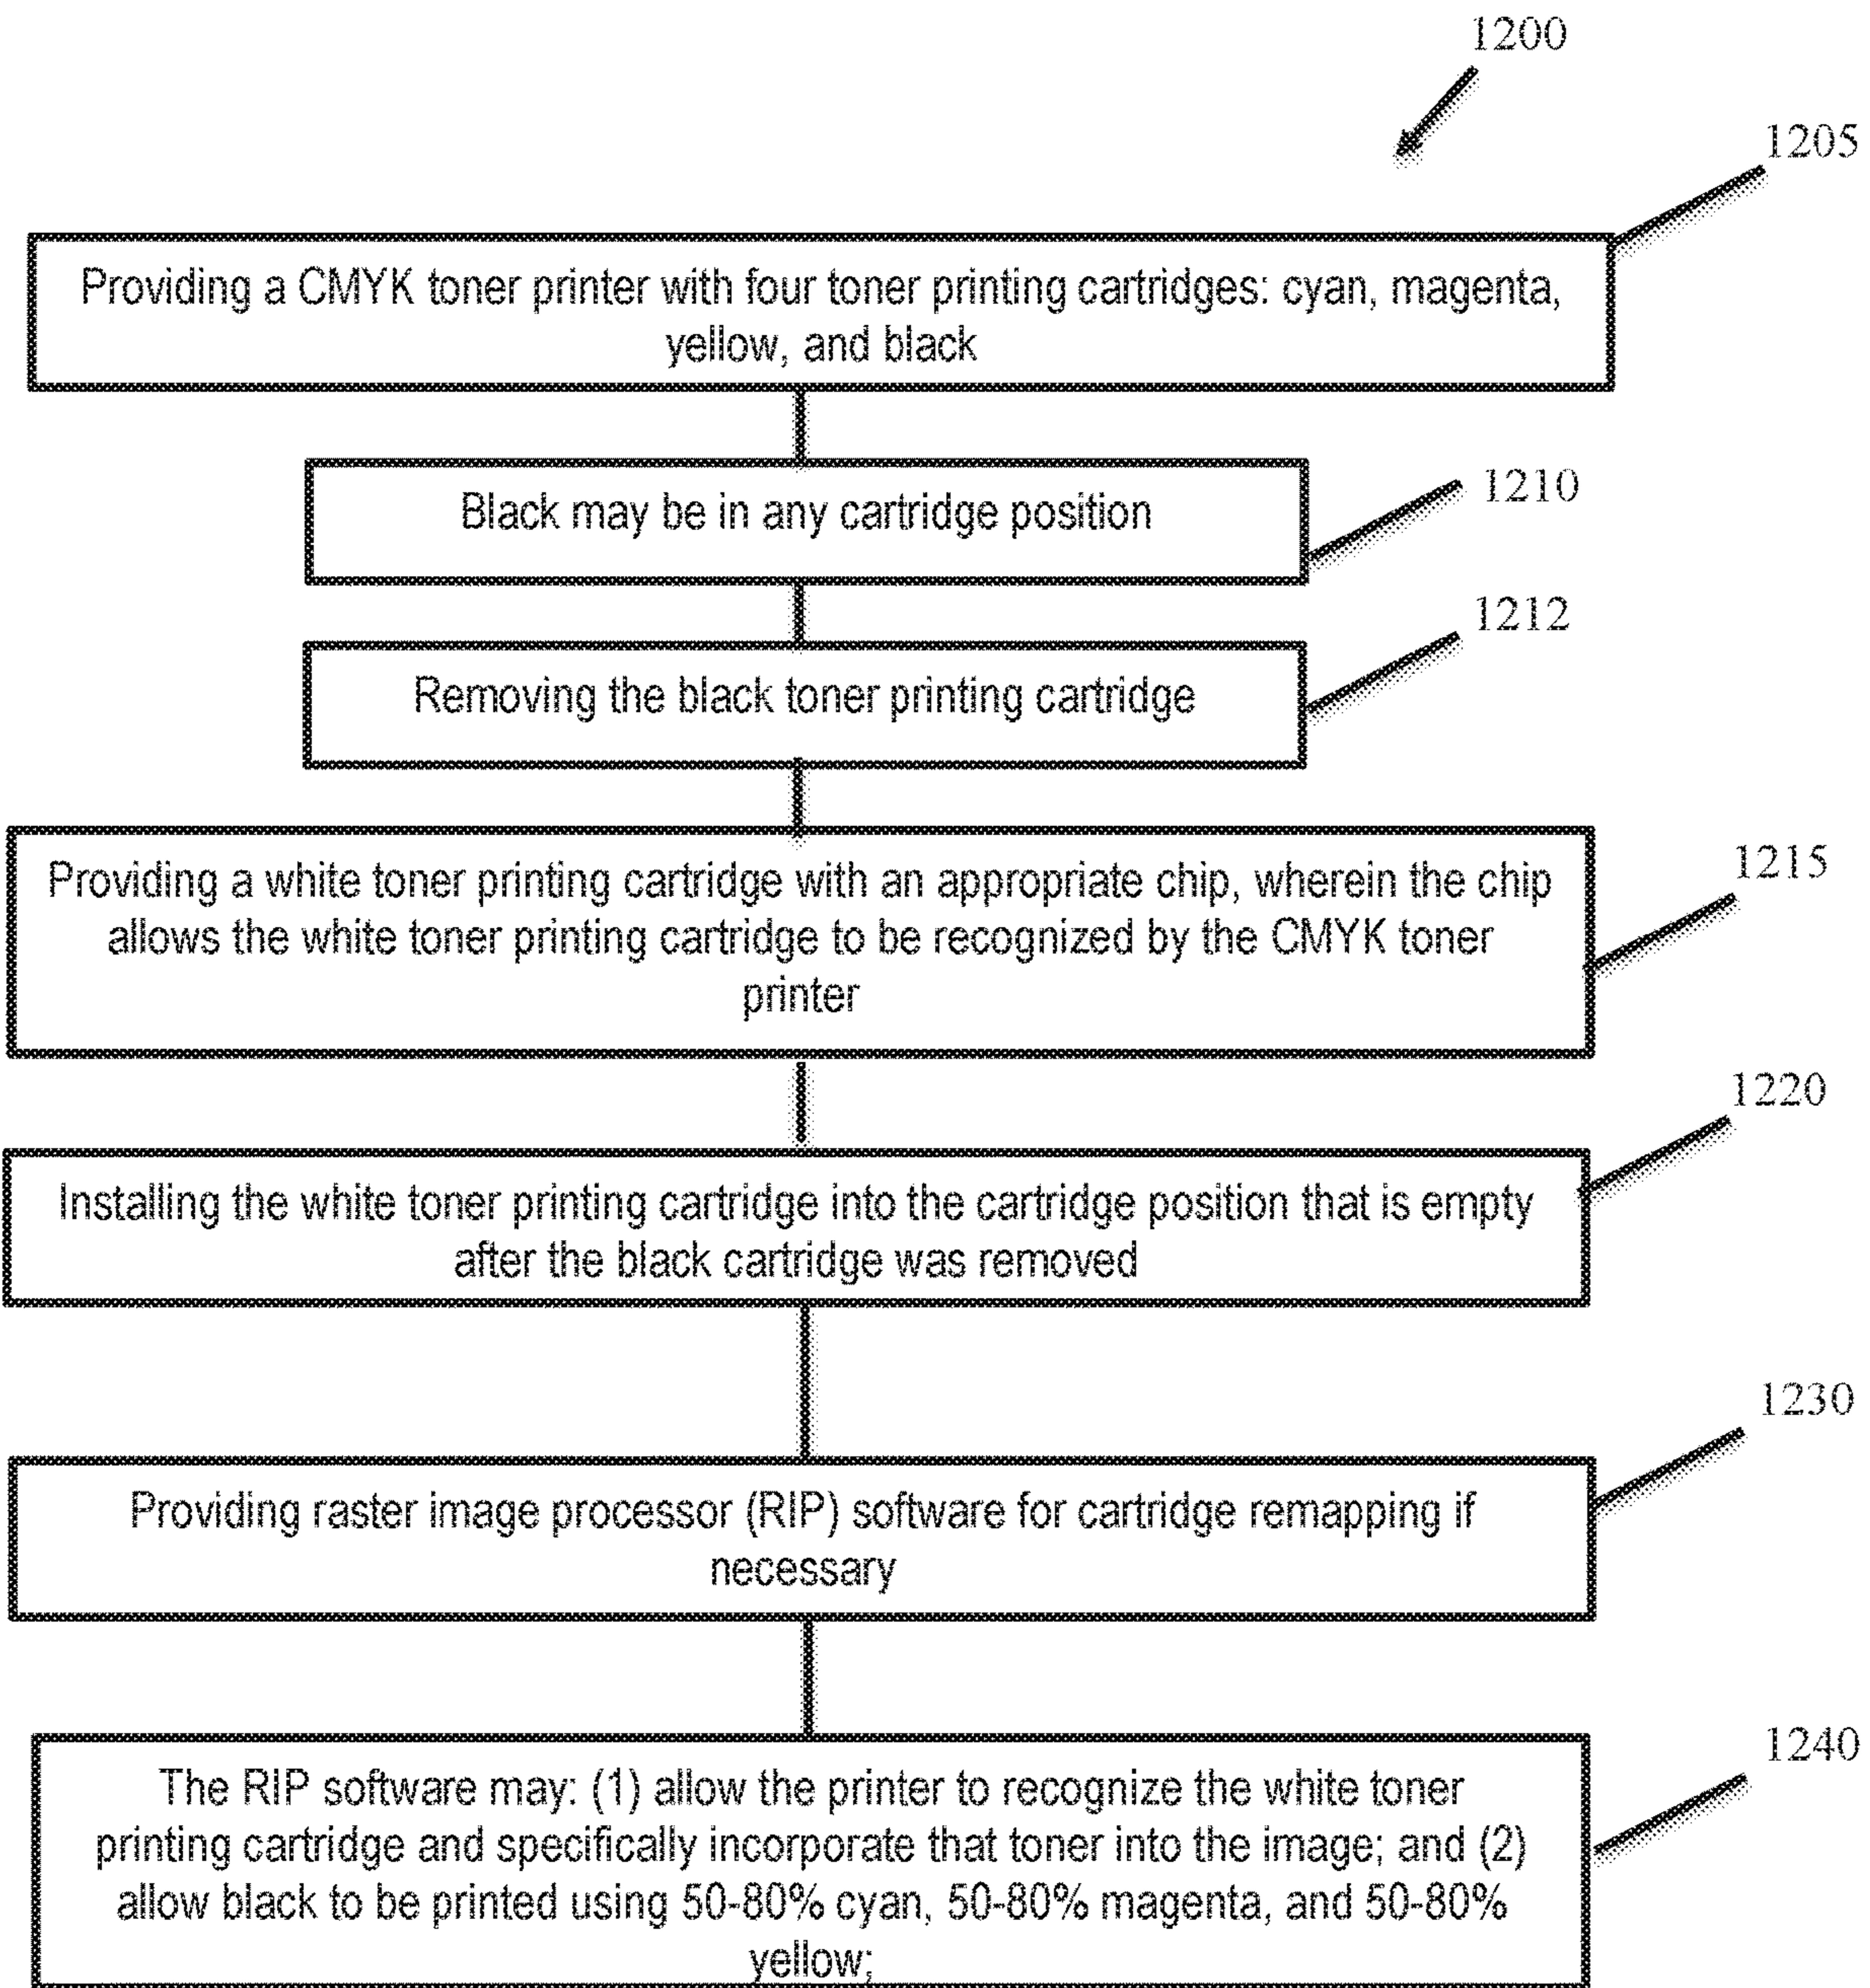 1200
1205
Providing a CMYK toner printer with four toner printing cartridges: cyan, magenta,
yellow, and black
1210
Black may be in any cartridge position
1212
Removing the black toner printing cartridge
1215
Providing a white toner printing cartridge with an appropriate chip, wherein the chip
allows the white toner printing cartridge to be recognized by the CMYK toner
printer
1220
Installing the white toner printing cartridge into the cartridge position that is empty
after the black cartridge was removed
1230
Providing raster image processor (RIP) software for cartridge remapping if
necessary
1240
The RIP software may: (1) allow the printer to recognize the white toner
printing cartridge and specifically incorporate that toner into the image; and (2)
allow black to be printed using 50-80% cyan, 50-80% magenta, and 50-80%
yellow;